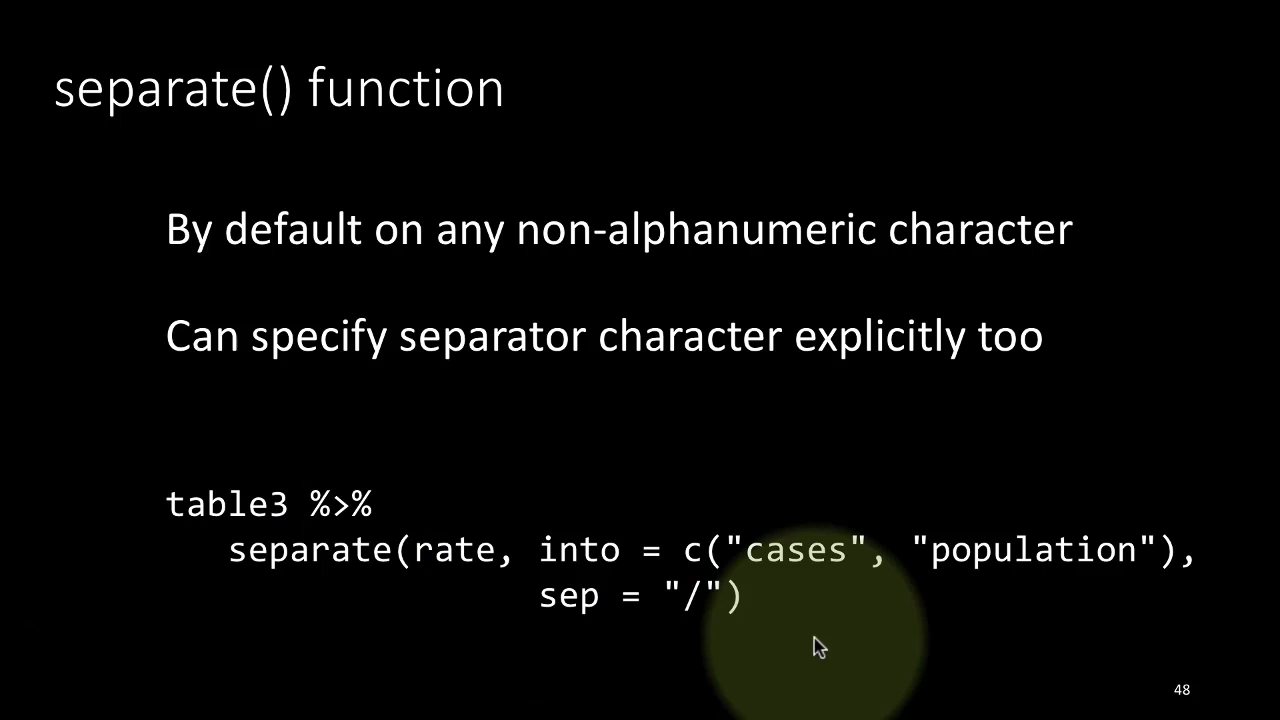 separate() function
By default on any non-alphanumeric character
Can specify separator character explicitly too
table3 %>%
separate(rate, into = c("cases", "population"),
sep = "/")
48